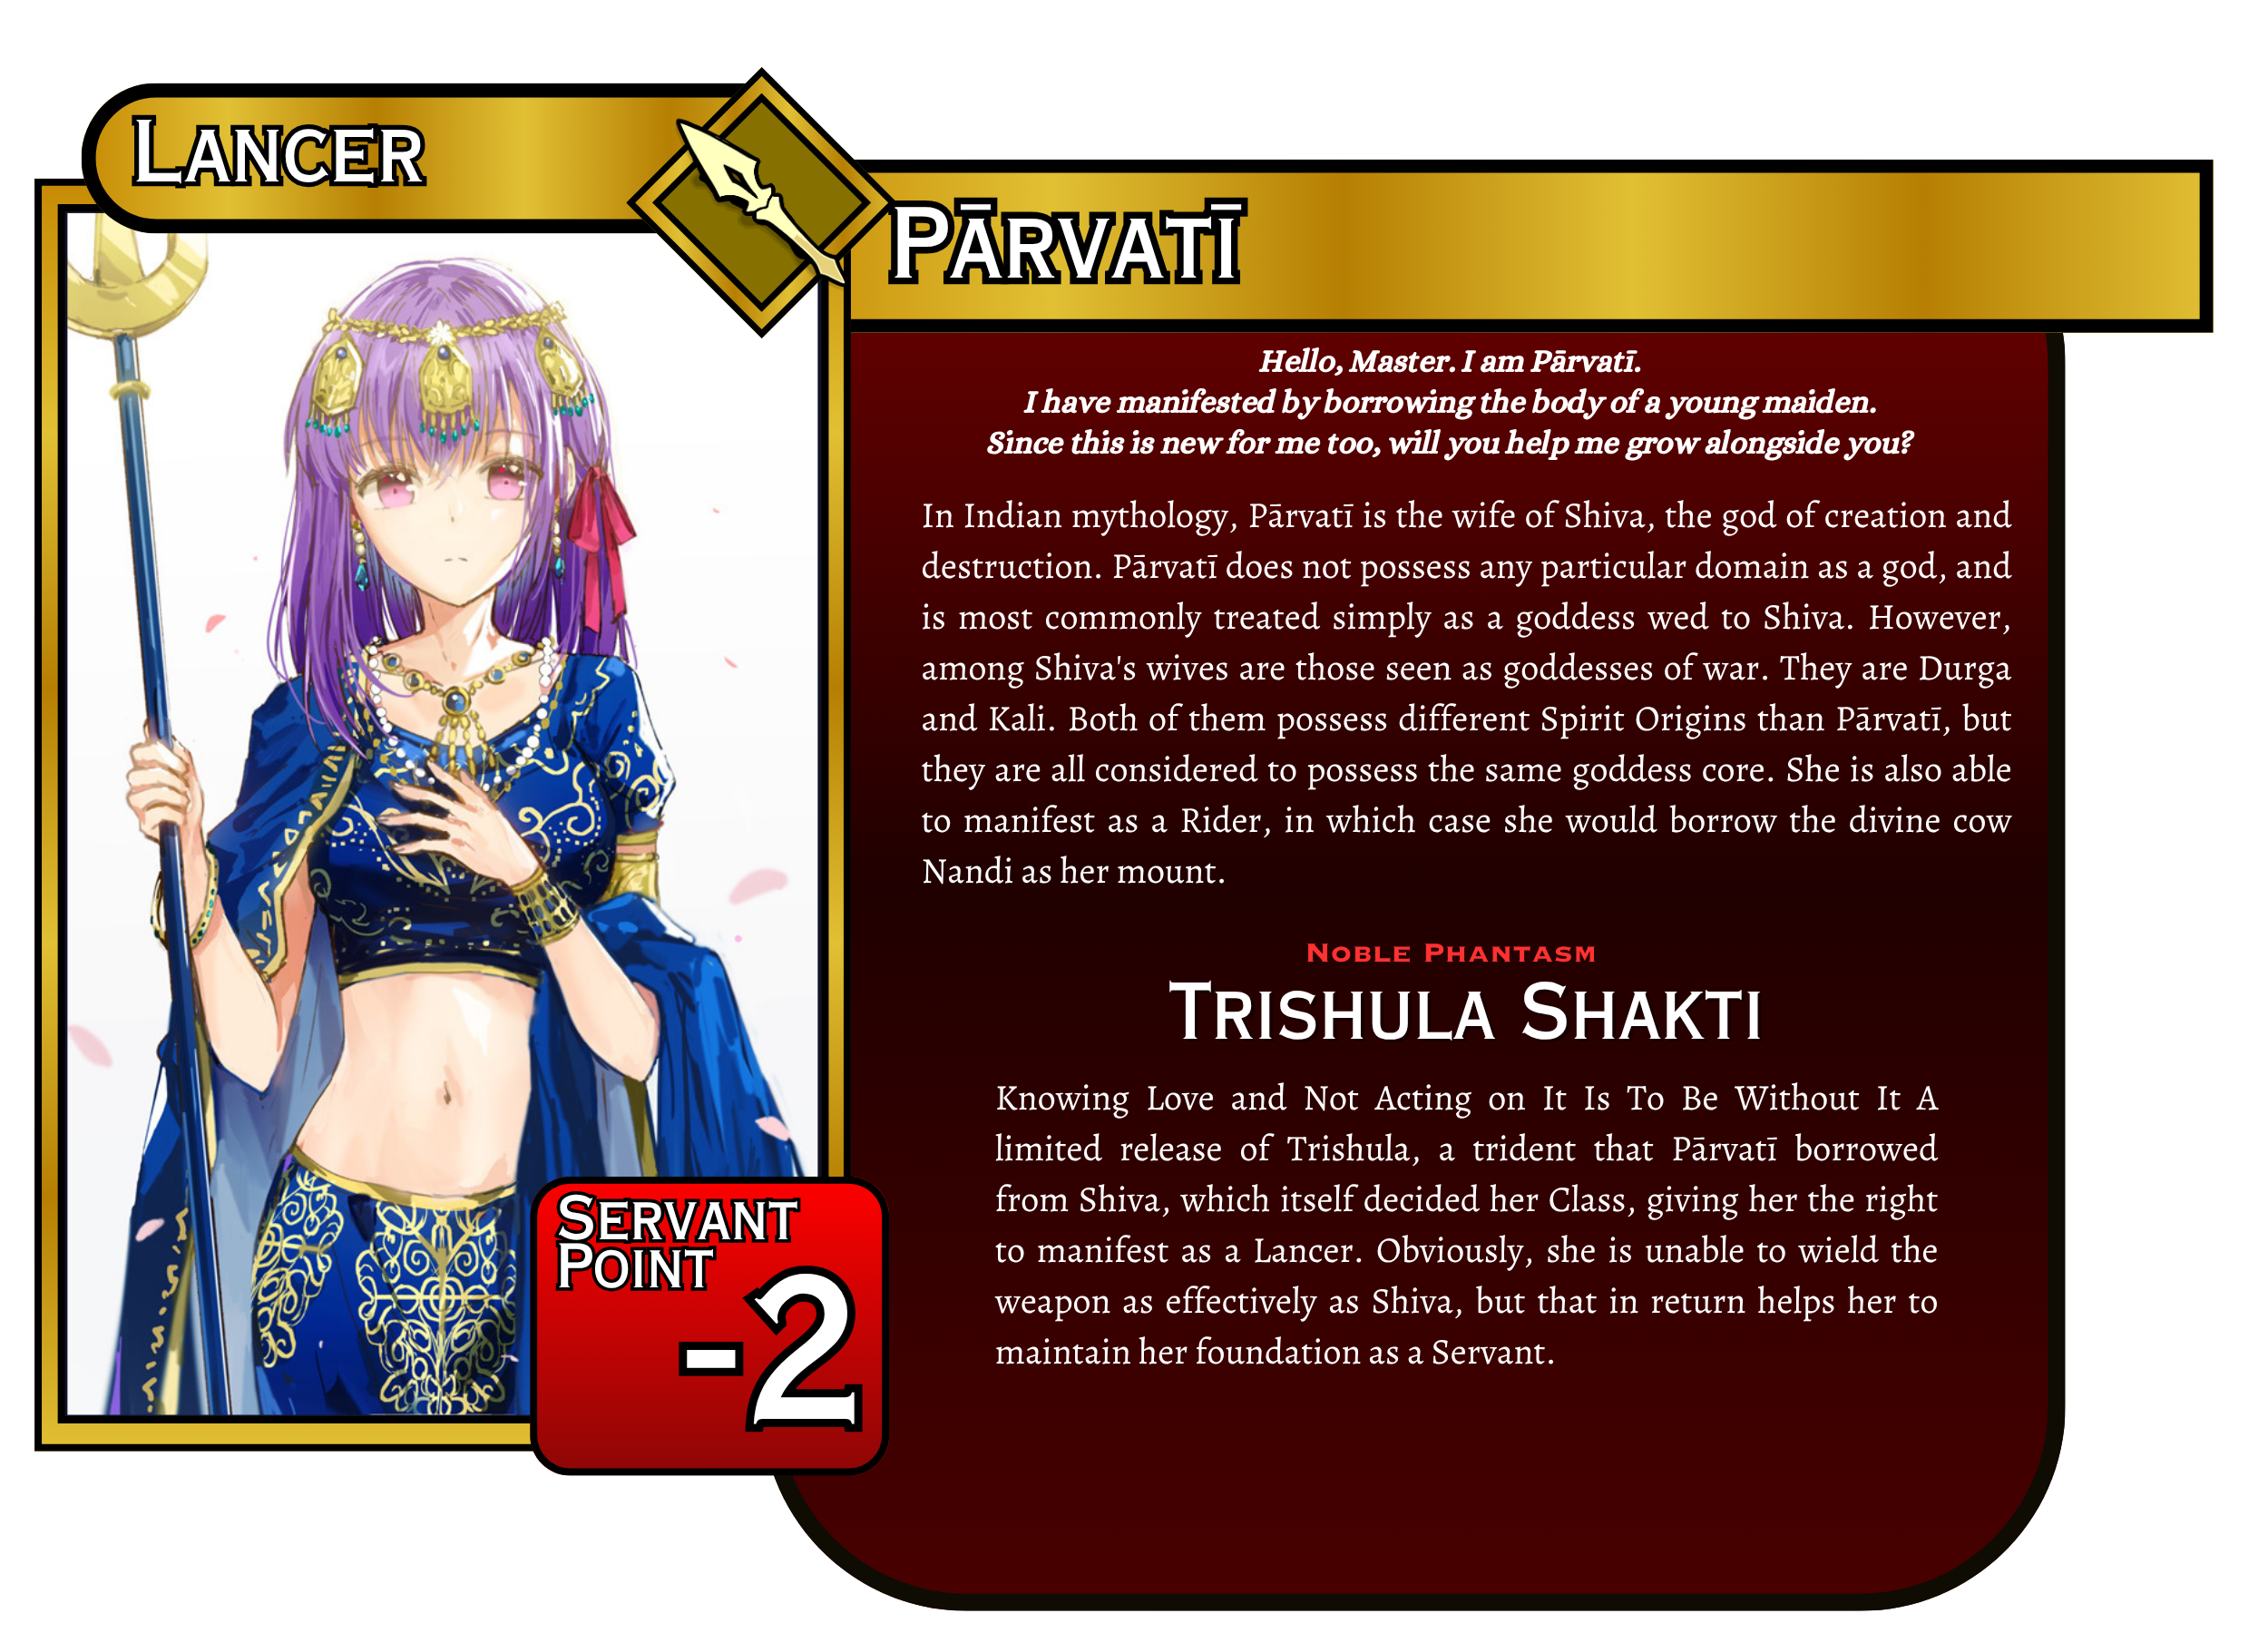 Lancer
Pārvatī
Hello, Master. I am Pārvatī.
I have manifested by borrowing the body of a young maiden.
Since this is new for me too, will you help me grow alongside you?
In Indian mythology, Pārvatī is the wife of Shiva, the god of creation and
destruction. Pārvatī does not possess any particular domain as a god, and
is most commonly treated simply as a goddess wed to Shiva. However,
among Shiva's wives are those seen as goddesses of war. They are Durga
and Kali. Both of them possess different Spirit Origins than Pārvatī, but
they are all considered to possess the same goddess core. She is also able
to manifest as a Rider, in which case she would borrow the divine cow
Nandi as her mount.
Noble Phantasm
Trishula Shakti
Knowing Love and Not Acting on It Is To Be Without It A
limited release of Trishula, a trident that Pārvatī borrowed
from Shiva, which itself decided her Class, giving her the right
to manifest as a Lancer. Obviously, she is unable to wield the
weapon as effectively as Shiva, but that in return helps her to
maintain her foundation as a Servant.
Servant
Point
-2